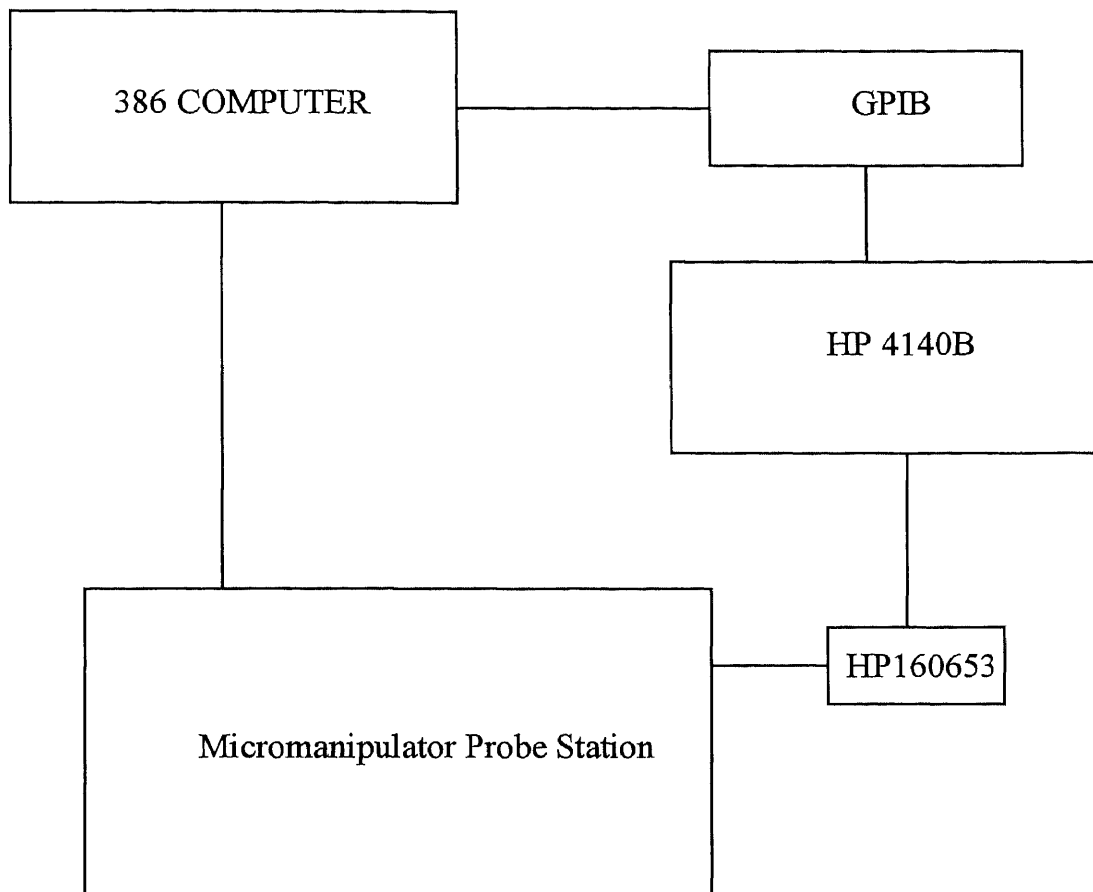 386 COMPUTER
GPIB
HP 4140B
HP160653
Micromanipulator Probe Station